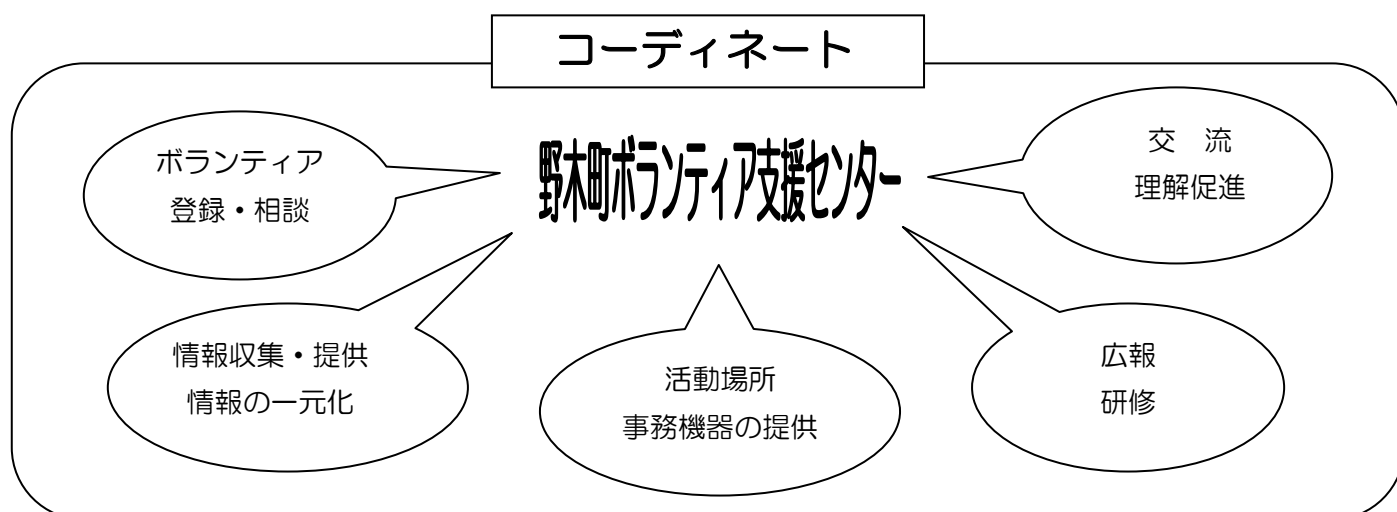 コーディネート
野木町ボランティア支援センター
ボランティア
登録・相談
交　流
理解促進
情報収集・提供
情報の一元化
活動場所
事務機器の提供
広報
研修